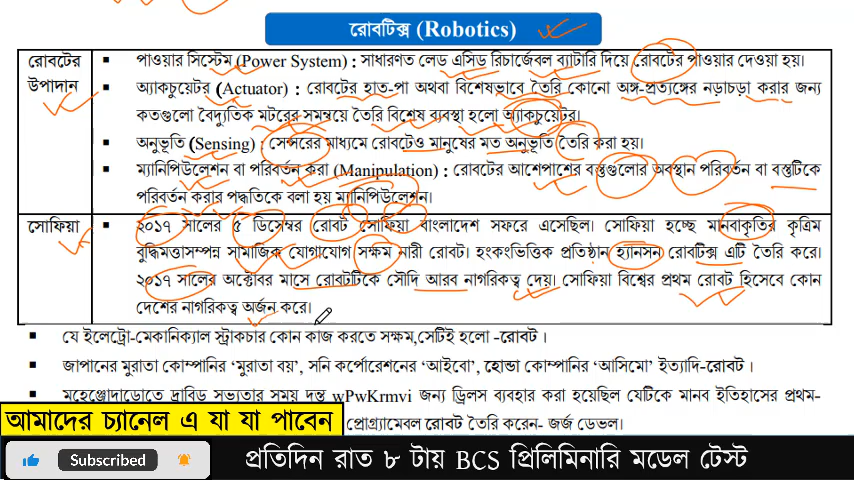 রোবটিক্স (Robotics)
রোবটের উপাদান
পাওয়ার সিস্টেম (Power System) : সাধারণত লেড এসিড রিচার্জেবল ব্যাটারি দিয়ে রোবটের পাওয়ার দেওয়া হয়।
অ্যাকচুয়েটর (Actuator) : রোবটের হাত-পা অথবা বিশেষভাবে তৈরি কোনো অঙ্গ-প্রত্যঙ্গের নড়াচড়া করার জন্য
কতগুলো বৈদ্যুতিক মটরের সমন্বয়ে তৈরি বিশেষ ব্যবস্থা হলো অ্যাকচুয়েটর।
অনুভূতি (Sensing) : সেন্সরের মাধ্যমে রোবটেও মানুষের মত অনুভূতি তৈরি করা হয়।
ম্যানিপিউলেশন বা পরিবর্তন করা (Manipulation) : রোবটের আশেপাশের বস্তুগুলোর অবস্থান পরিবর্তন বা বস্তুটিকে
পরিবর্তন করার পদ্ধতিকে বলা হয় ম্যানিপিউলেশন।
সোফিয়া
২০১৭ সালের ৫ ডিসেম্বর রোবট সোফিয়া বাংলাদেশ সফরে এসেছিল। সোফিয়া হচ্ছে মানবাকৃতির কৃত্রিম
বুদ্ধিমত্তাসম্পন্ন সামাজিক যোগাযোগ সক্ষম নারী রোবট। হংকংভিত্তিক প্রতিষ্ঠান হ্যানসন রোবটিক্স এটি তৈরি করে।
২০১৭ সালের অক্টোবর মাসে রোবটটিকে সৌদি আরব নাগরিকত্ব দেয়। সোফিয়া বিশ্বের প্রথম রোবট হিসেবে কোন
দেশের নাগরিকত্ব অর্জন করে।
যে ইলেট্রো-মেকানিক্যাল স্ট্রাকচার কোন কাজ করতে সক্ষম,সেটিই হলো -রোবট।
জাপানের মুরাতা কোম্পানির ‘মুরাতা বয়’, সনি কর্পোরেশনের ‘আইবো’, হোন্ডা কোম্পানির ‘আসিমো’ ইত্যাদি-রোবট।
মহেঞ্জোদাড়োতে দ্রাবিড় সভ্যতার সময় দন্ত wPwKrmvi জন্য ড্রিলস ব্যবহার করা হয়েছিল যেটিকে মানব ইতিহাসের প্রথম-
আমাদের চ্যানেল এ যা যা পাবেন
প্রোগ্রামেবল রোবট তৈরি করেন- জর্জ ডেভল।
Subscribed
প্রতিদিন রাত ৮ টায় BCS প্রিলিমিনারি মডেল টেস্ট